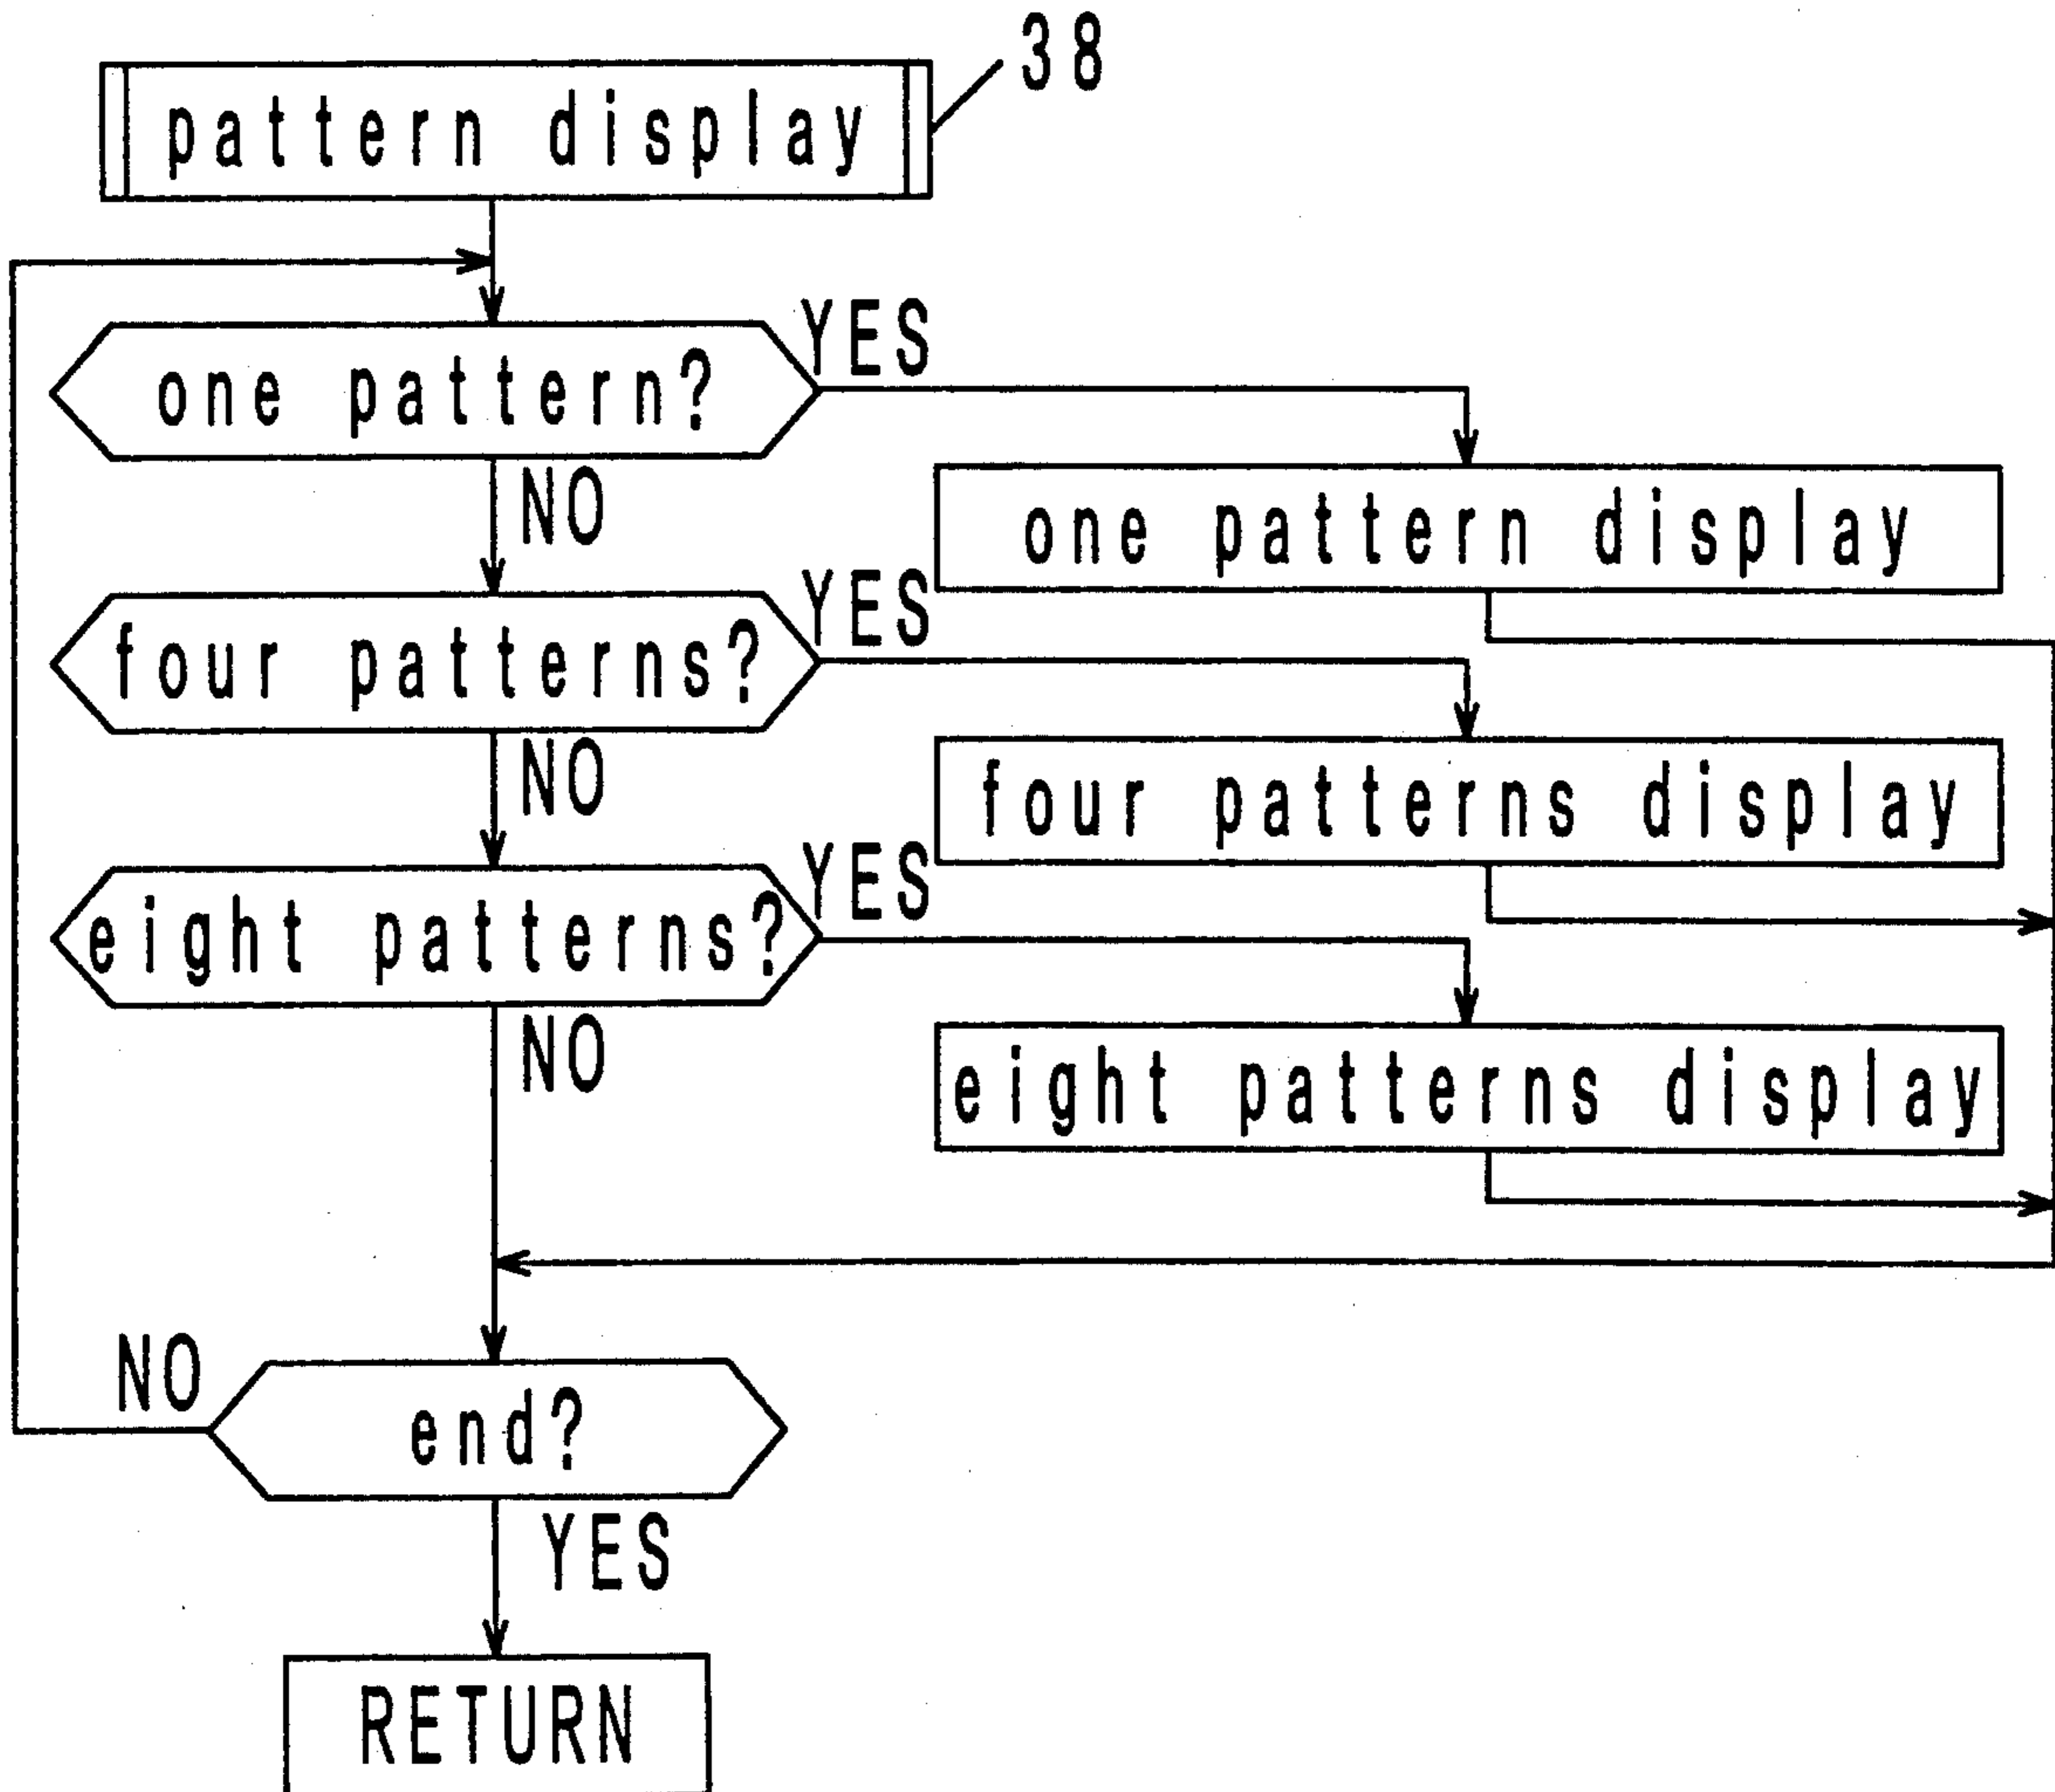 38
pattern display
one pattern?
YES
NO
one pattern display
four patterns?
YES
NO
four patterns display
eight patterns?
YES
NO
eight patterns display
NO
end?
YES
RETURN